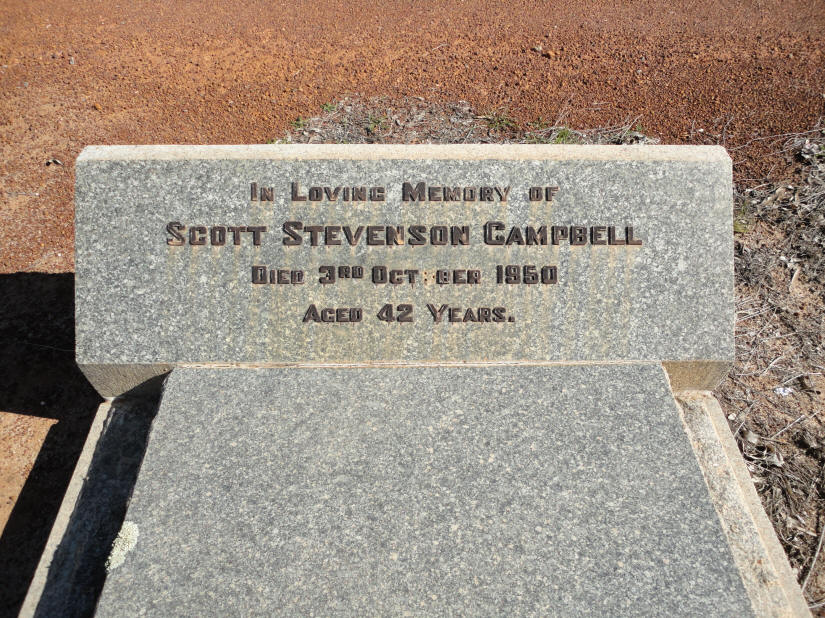 In Loving Memory of
Scott Stevenson Campbell
Died 3rd Oct ber 1950
Aged 42 Years.